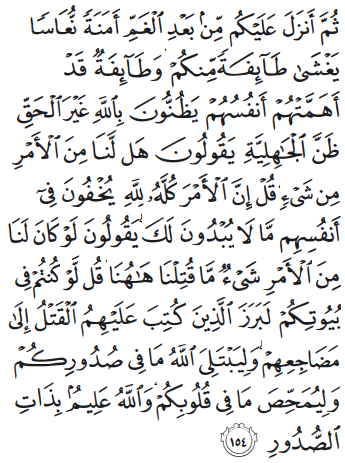 ثُمَّ أَنزَلَ عَلَيْكُم مِّنۢ بَعْدِ ٱلْغَمِّ أَمَنَةً نُّعَاسًا
يَغْشَىٰ طَآئِفَةً مِّنكُمْ ۖ وَطَآئِفَةٌ قَدْ
أَهَمَّتْهُمْ أَنفُسُهُمْ يَظُنُّونَ بِٱللَّهِ غَيْرَ ٱلْحَقِّ
ظَنَّ ٱلْجَـٰهِلِيَّةِ ۖ يَقُولُونَ هَل لَّنَا مِنَ ٱلْأَمْرِ
مِن شَىْءٍ ۗ قُلْ إِنَّ ٱلْأَمْرَ كُلَّهُۥ لِلَّهِ ۗ يُخْفُونَ فِىٓ
أَنفُسِهِم مَّا لَا يُبْدُونَ لَكَ ۖ يَقُولُونَ لَوْ كَانَ لَنَا
مِنَ ٱلْأَمْرِ شَىْءٌ مَّا قُتِلْنَا هَـٰهُنَا ۗ قُل لَّوْ كُنتُمْ فِى
بُيُوتِكُمْ لَبَرَزَ ٱلَّذِينَ كُتِبَ عَلَيْهِمُ ٱلْقَتْلُ إِلَىٰ
مَضَاجِعِهِمْ ۖ وَلِيَبْتَلِىَ ٱللَّهُ مَا فِى صُدُورِكُمْ
وَلِيُمَحِّصَ مَا فِى قُلُوبِكُمْ ۗ وَٱللَّهُ عَلِيمٌۢ بِذَاتِ
ٱلصُّدُورِ ١٥٤